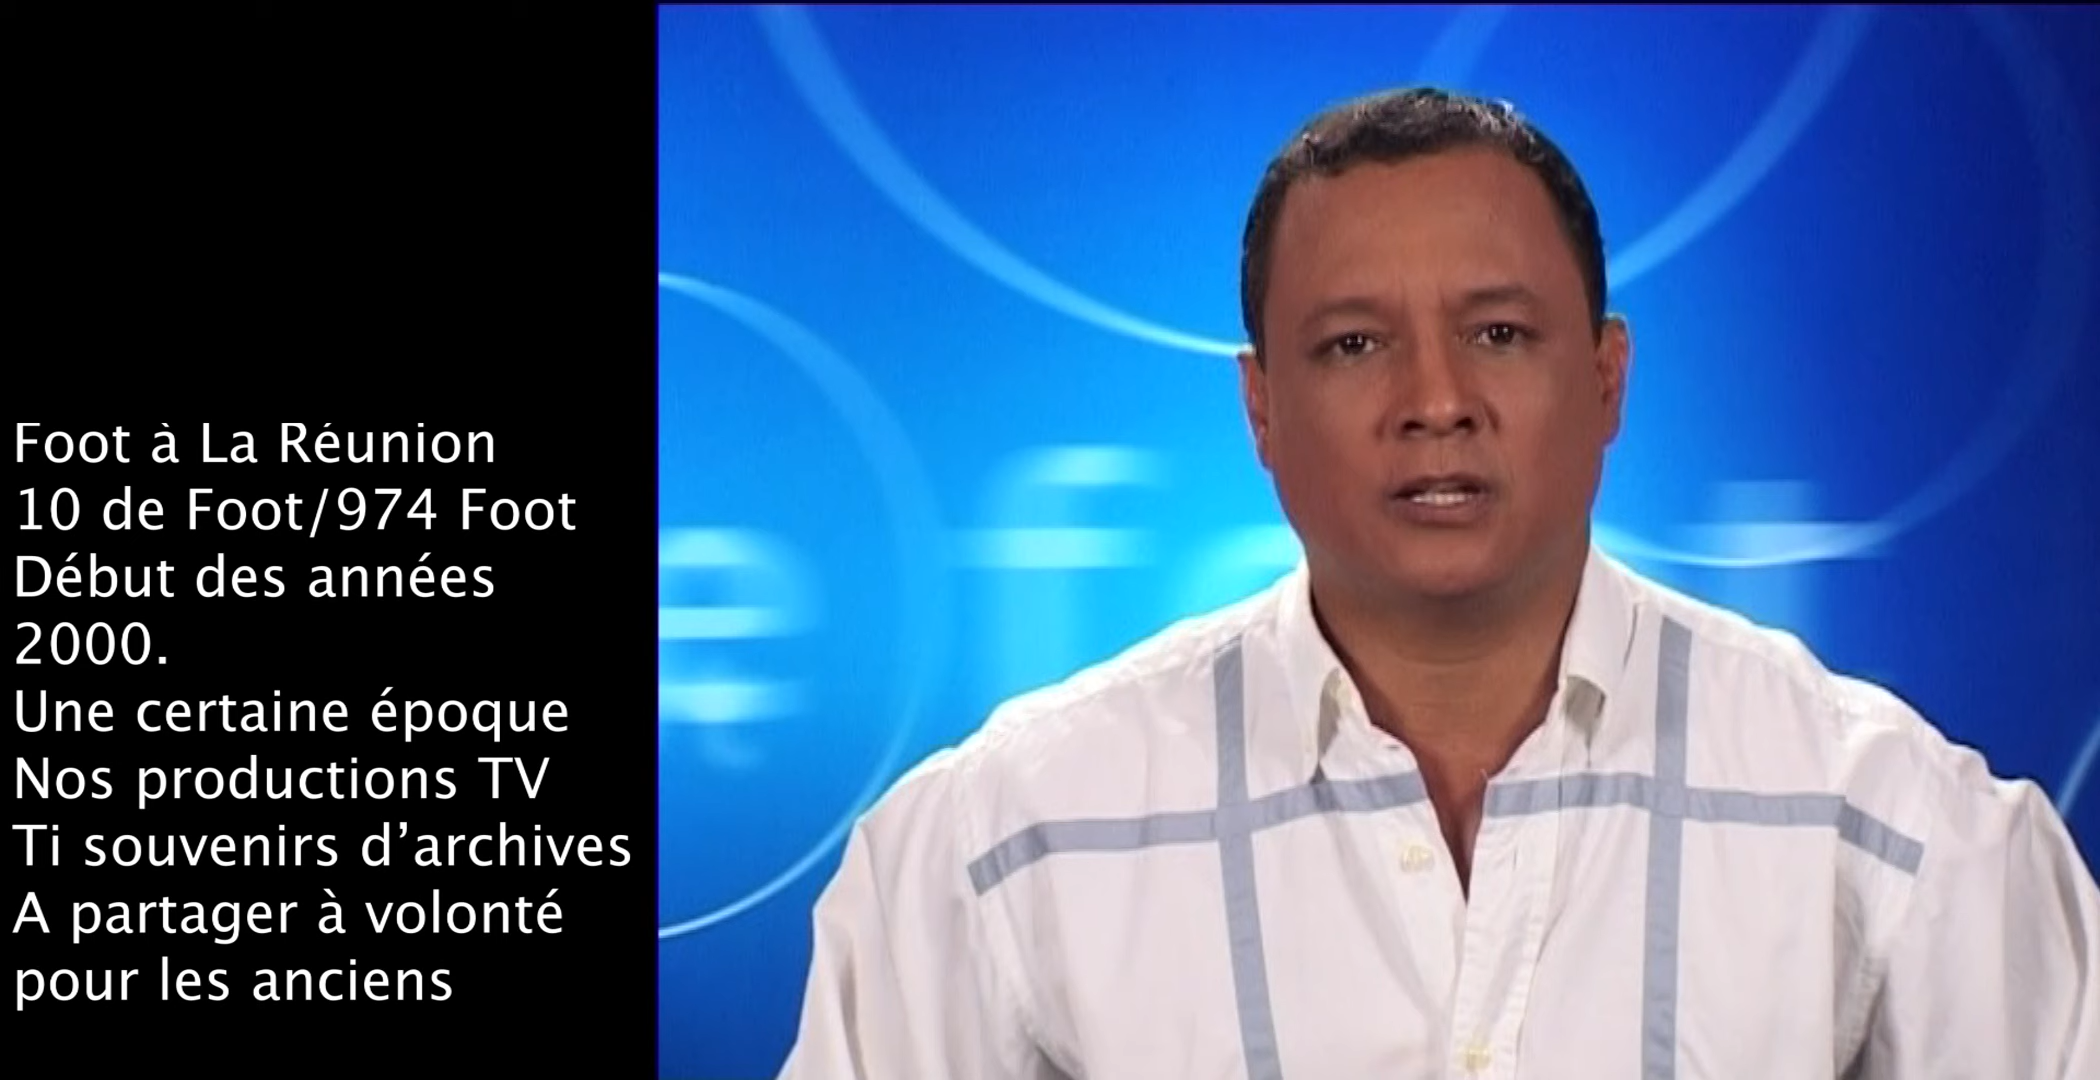 Foot à La Réunion
10 de Foot/974 Foot
Début des années
2000.
Une certaine époque
Nos productions TV
Ti souvenirs d’archives
A partager à volonté
pour les anciens
e foot